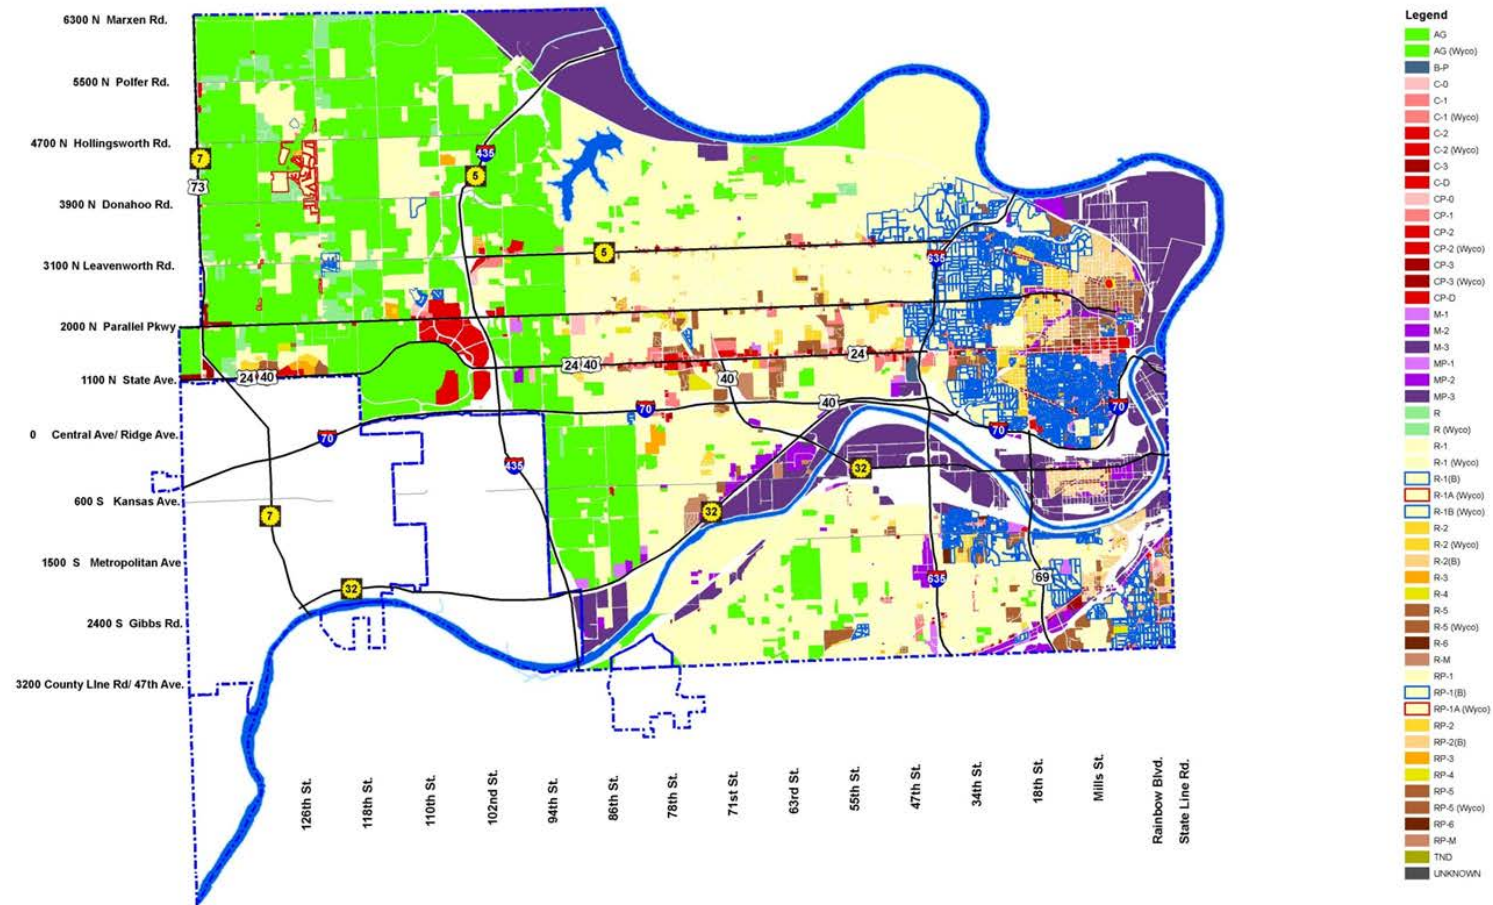 6300 N Marxen Rd.
5500 N Polfer Rd.
4700 N Hollingsworth Rd.
3900 N Donahoo Rd.
3100 N Leavenworth Rd.
2000 N Parallel Pkwy
1100 N State Ave.
0 Central Ave/ Ridge Ave.
600 S Kansas Ave.
1500 S Metropolitan Ave
2400 S Gibbs Rd.
3200 County LIne Rd/ 47th Ave.
7
73
435
5
5
635
24 40
24 40
24
40
40
70
70
70
70
435
7
32
32
32
635
69
126th St.
118th St.
110th St.
102nd St.
94th St.
86th St.
78th St.
71st St.
63rd St.
55th St.
47th St.
34th St.
18th St.
Mills St.
Rainbow Blvd.
State Line Rd.
Legend
AG
AG (Wyco)
B-P
C-0
C-1
C-1 (Wyco)
C-2
C-2 (Wyco)
C-3
C-D
CP-0
CP-1
CP-2
CP-2 (Wyco)
CP-3
CP-3 (Wyco)
CP-D
M-1
M-2
M-3
MP-1
MP-2
MP-3
R
R (Wyco)
R-1
R-1 (Wyco)
R-1(B)
R-1A (Wyco)
R-1B (Wyco)
R-2
R-2 (Wyco)
R-2(B)
R-3
R-4
R-5
R-5 (Wyco)
R-6
R-M
RP-1
RP-1(B)
RP-1A (Wyco)
RP-2
RP-2(B)
RP-3
RP-4
RP-5
RP-5 (Wyco)
RP-6
RP-M
TND
UNKNOWN